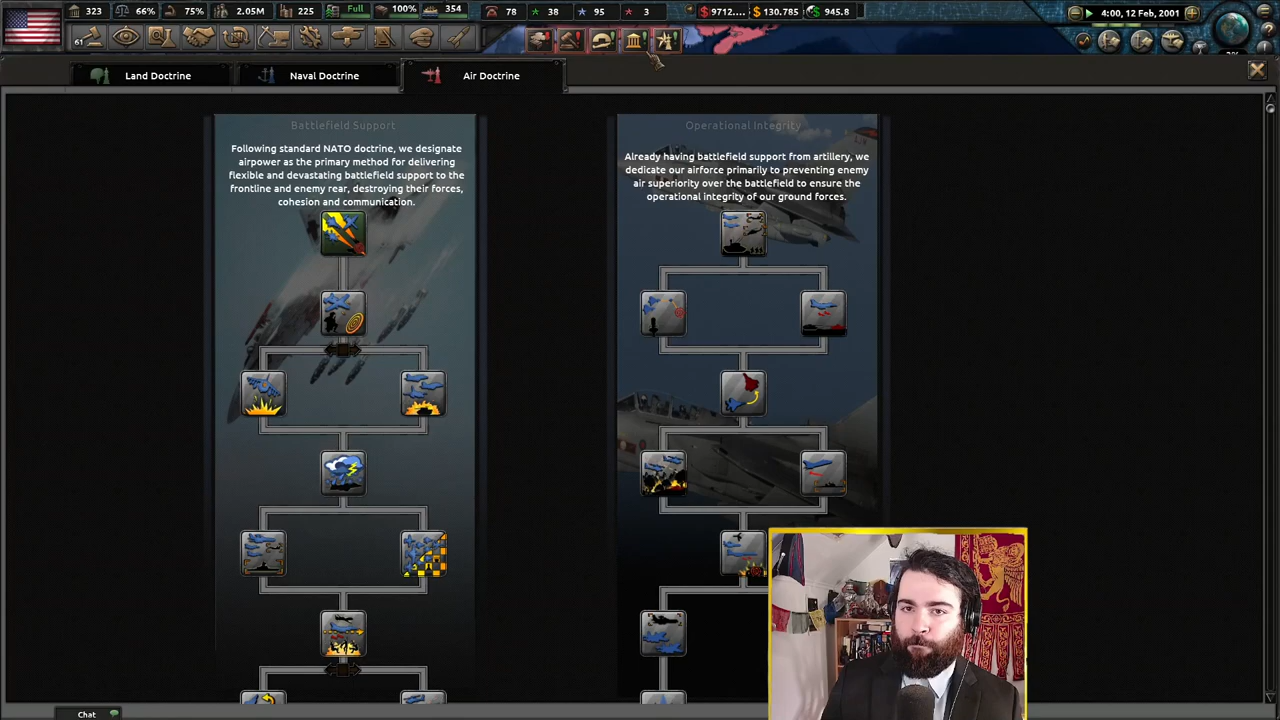 323
66%
75%
2.05M
225
Full
100%
354
78
38
95
3
$9712....
$130.785
945.8
4:00, 12 Feb, 2001
61
Land Doctrine
Naval Doctrine
Air Doctrine
Battlefield Support
Following standard NATO doctrine, we designate
airpower as the primary method for delivering
flexible and devastating battlefield support to the
frontline and enemy rear, destroying their forces,
cohesion and communication.
Operational Integrity
Already having battlefield support from artillery, we
dedicate our airforce primarily to preventing enemy
air superiority over the battlefield to ensure the
operational integrity of our ground forces.
Chat